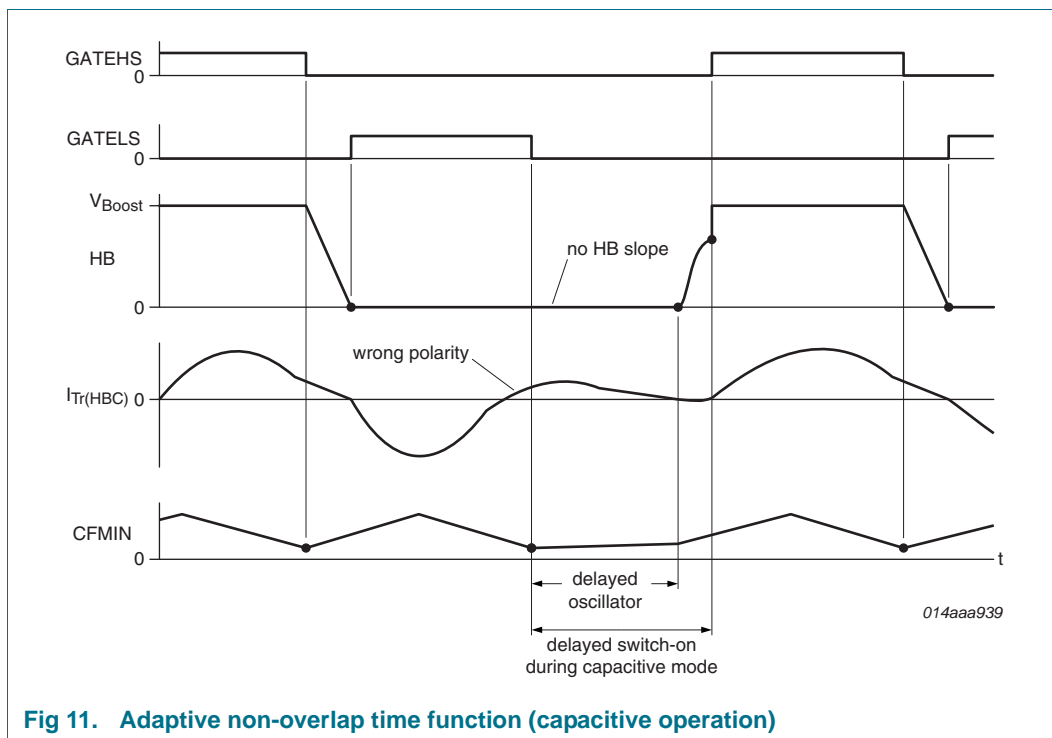 GATEHS
0
GATELS
0
VBoost
HB
no HB slope
0
wrong polarity
ITr(HBC) 0
CFMIN
0
t
delayed
oscillator
014aaa939
delayed switch-on
during capacitive mode
Fig 11. Adaptive non-overlap time function (capacitive operation)